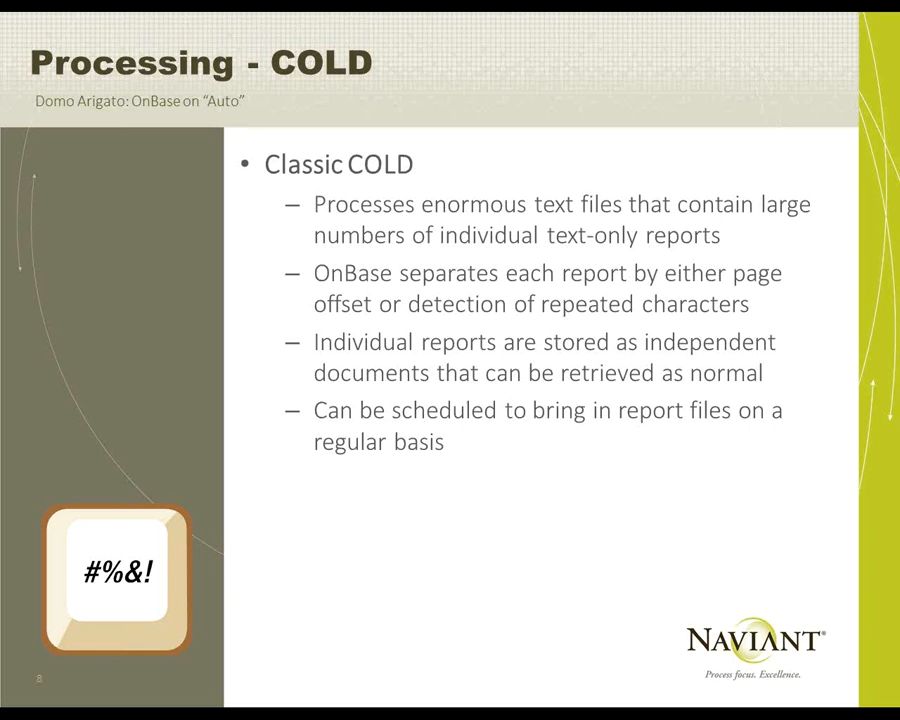 Processing - COLD
Domo Arigato: OnBase on “Auto”
• Classic COLD
– Processes enormous text files that contain large
numbers of individual text-only reports
– OnBase separates each report by either page
offset or detection of repeated characters
– Individual reports are stored as independent
documents that can be retrieved as normal
– Can be scheduled to bring in report files on a
regular basis
#%&!
NAVIANT®
Process focus. Excellence.
8